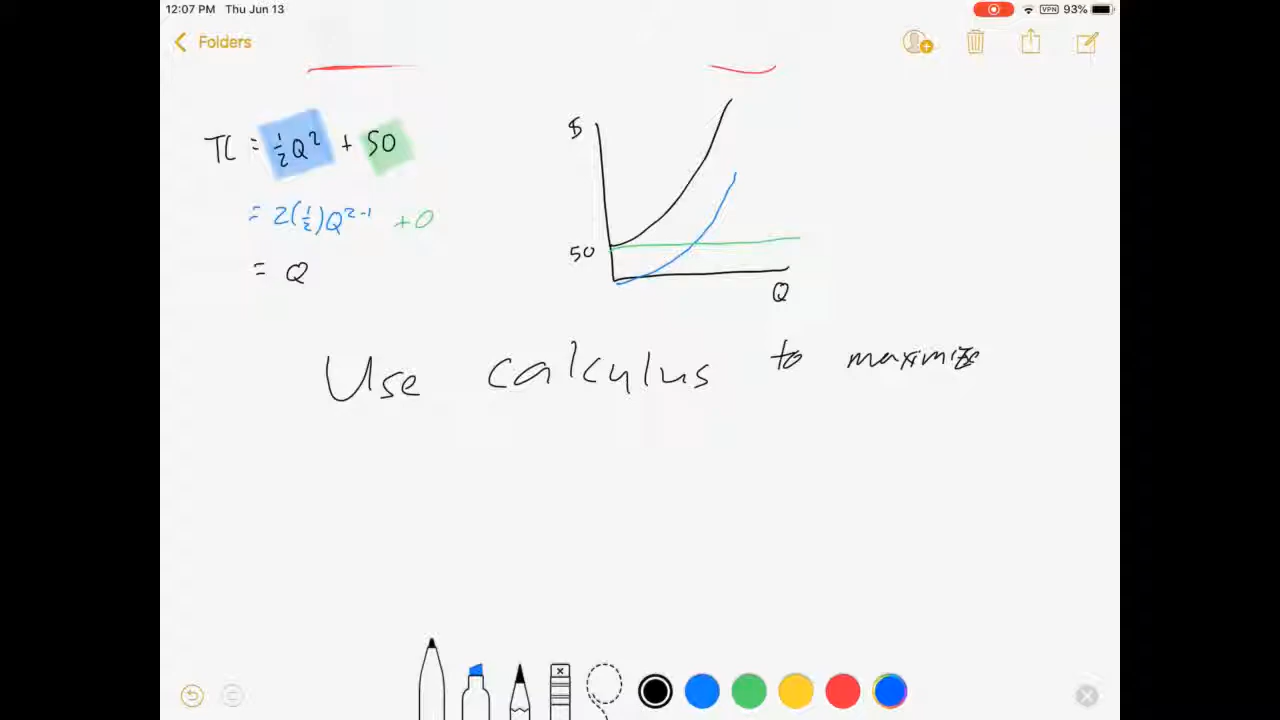 12:07 PM Thu Jun 13
VPN 93%
Folders
TC = ½Q² + 50
= 2(½)Q²⁻¹ + 0
= Q
$
50
Q
Use calculus to maximize